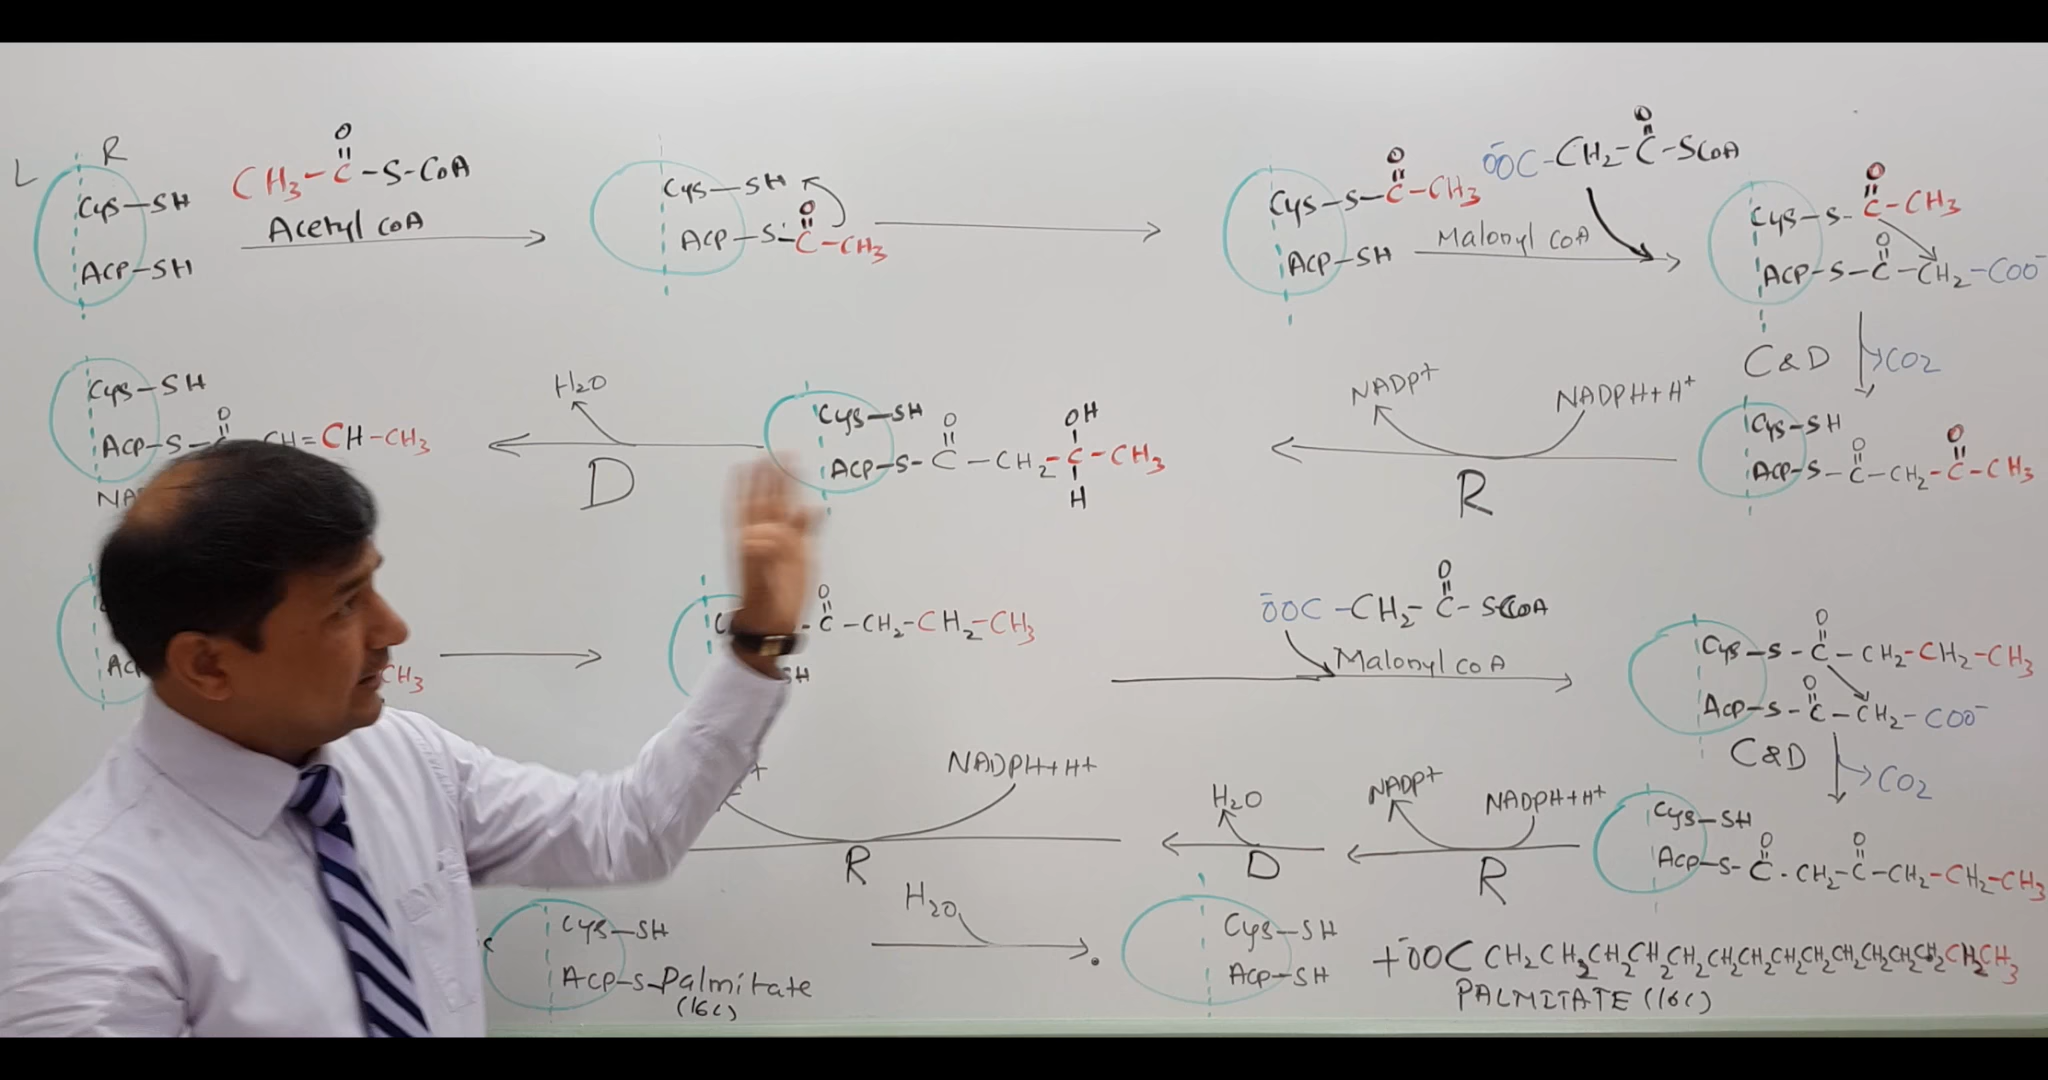 L R
Cys-SH
ACP-SH
O
CH3-C-S-COA
Acetyl COA
Cys-SH
O
ACP-S-C-CH3
O
Cys-S-C-CH3
ACP-SH
O
-OOC-CH2-C-SCOA
Malonyl COA
O
Cys-S-C-CH3
O
ACP-S-C-CH2-COO-
C&D CO2
Cys-SH
O O
ACP-S-C-CH2-C-CH3
NADP+ NADPH+H+
R
Cys-SH
O OH
ACP-S-C-CH2-C-CH3
H
H2O
D
Cys-SH
O
ACP-S- CH=CH-CH3
CH3
O
-C-CH2-CH2-CH3
SH
O
-OOC-CH2-C-SCOA
Malonyl COA
O
Cys-S-C-CH2-CH2-CH3
O
ACP-S-C-CH2-COO-
C&D CO2
Cys-SH
O O
ACP-S-C-CH2-C-CH2-CH2-CH3
NADP+ NADPH+H+
R
H2O
D
+ NADPH+H+
R
Cys-SH
ACP-S-Palmitate
(16C)
H2O
Cys-SH
ACP-SH
+-OOC CH2CH2CH2CH2CH2CH2CH2CH2CH2CH2CH2CH2CH2CH2CH3
PALMITATE (16C)